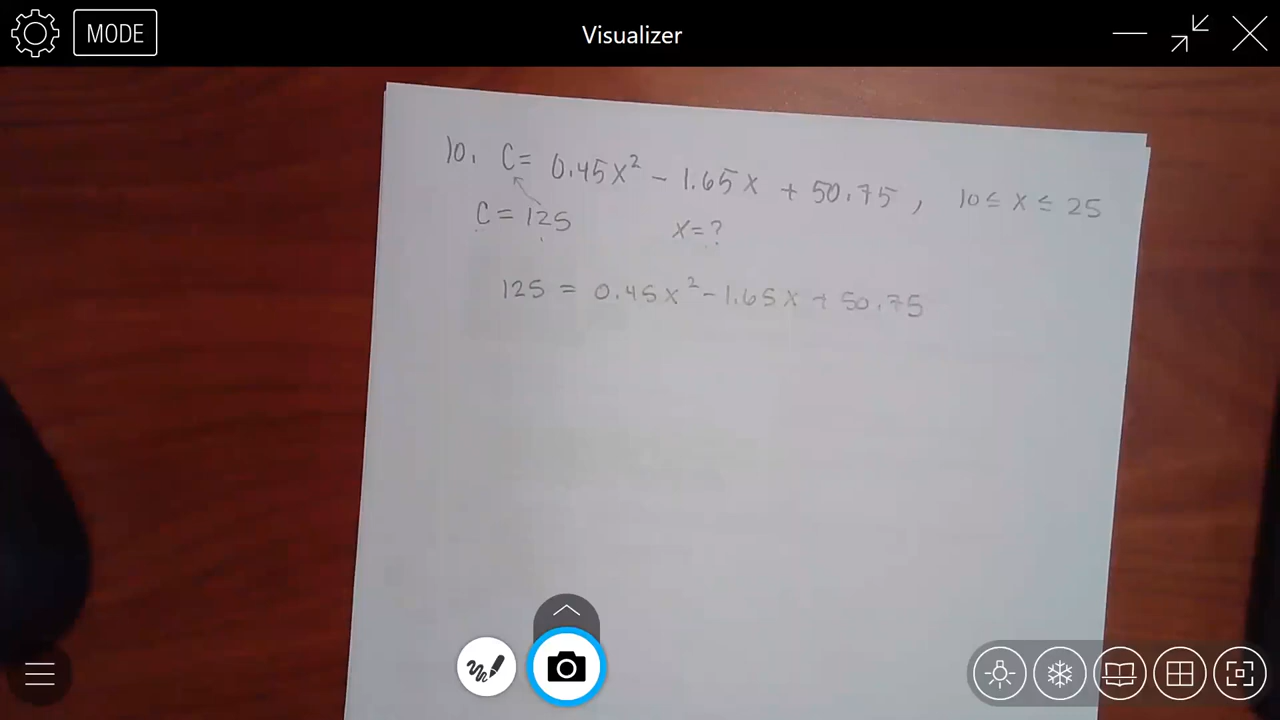 MODE
Visualizer
10. C= 0.45x² - 1.65x + 50.75 , 10 ≤ x ≤ 25
C = 125 x=?
125 = 0.45x² - 1.65x + 50.75